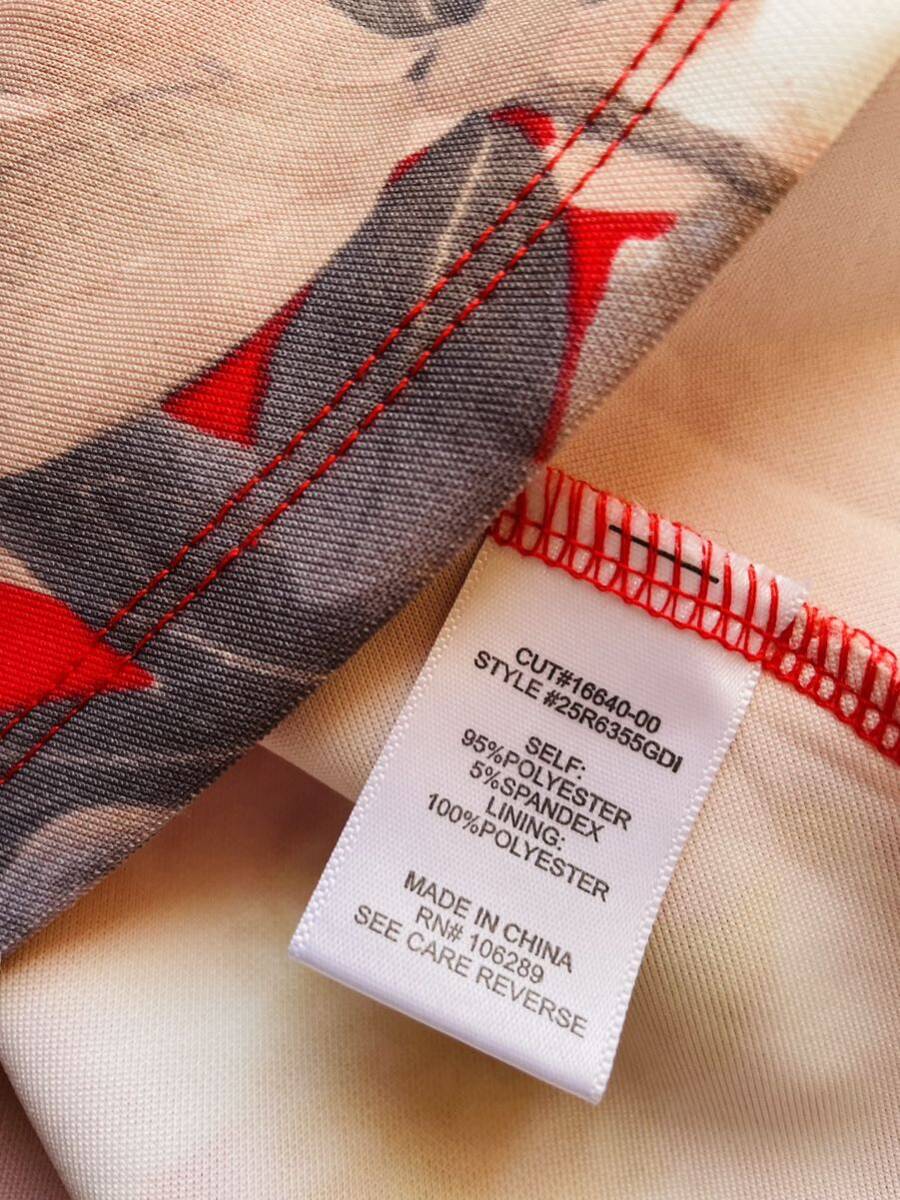 CUT#16640-00
STYLE #25R6355GDI
SELF:
95%POLYESTER
5%SPANDEX
LINING:
100%POLYESTER
MADE IN CHINA
RN# 106289
SEE CARE REVERSE